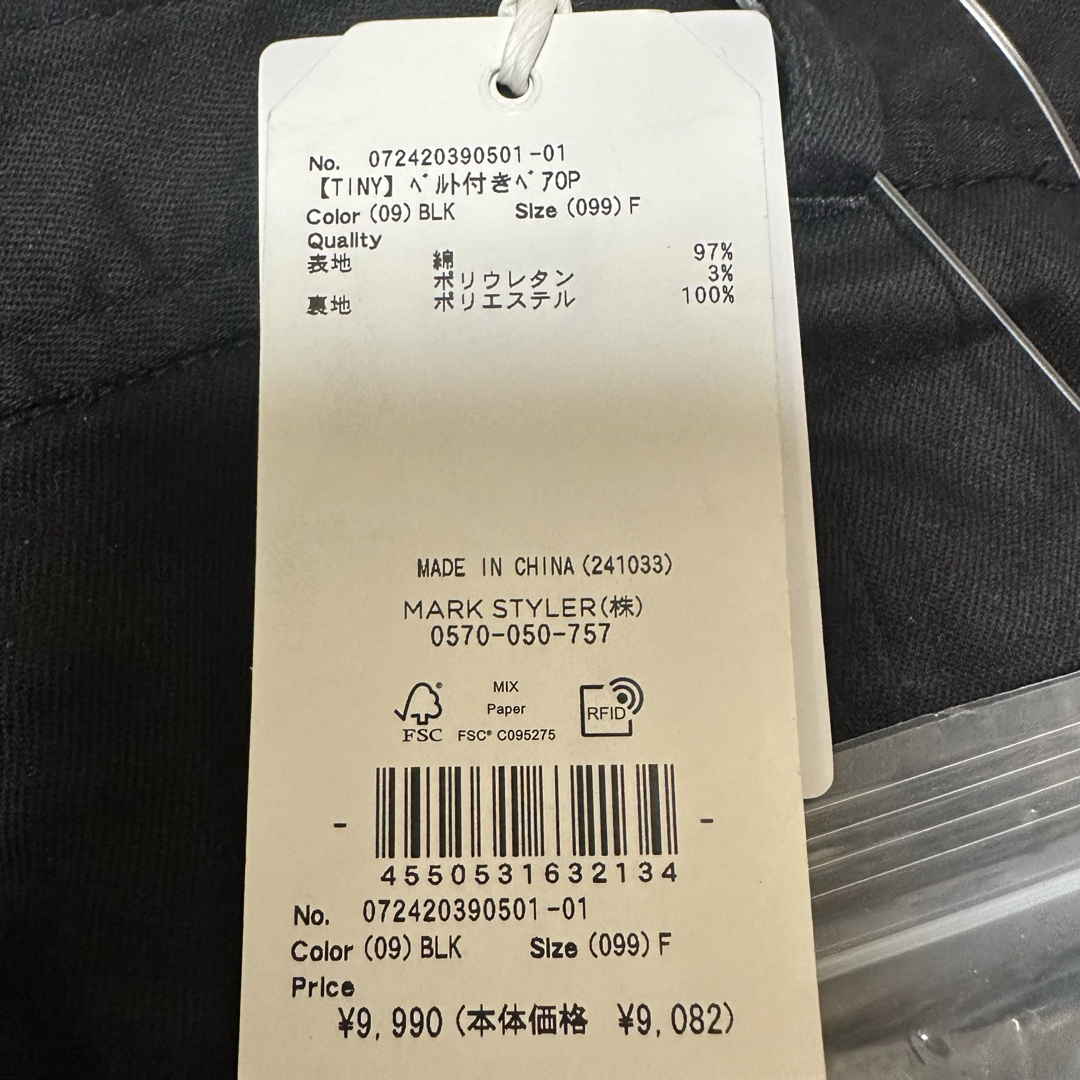 No. 072420390501-01
【TINY】ﾍﾞﾙﾄ付きﾍﾞｱOP
Color (09) BLK Size (099) F
Quality
表地 綿 97%
ポリウレタン 3%
裏地 ポリエステル 100%
MADE IN CHINA (241033)
MARK STYLER(株)
0570-050-757
MIX
Paper
FSC® C095275
FSC
RFID
- -
4550531632134
No. 072420390501-01
Color (09) BLK Size (099) F
Price
¥9,990 (本体価格 ¥9,082)